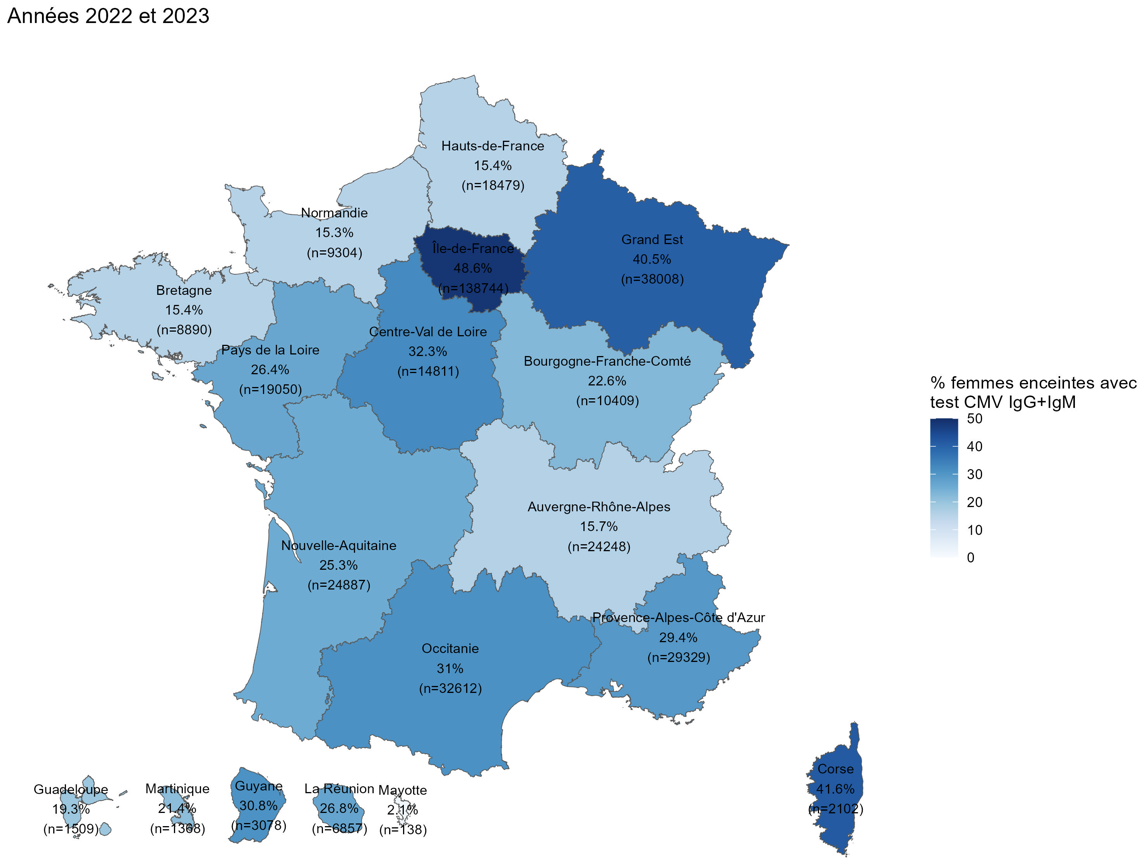 Années 2022 et 2023
Hauts-de-France
15.4%
(n=18479)
Normandie
15.3%
(n=9304)
Île-de-France
48.6%
(n=138744)
Grand Est
40.5%
(n=38008)
Bretagne
15.4%
(n=8890)
Pays de la Loire
26.4%
(n=19050)
Centre-Val de Loire
32.3%
(n=14811)
Bourgogne-Franche-Comté
22.6%
(n=10409)
% femmes enceintes avec
test CMV IgG+IgM
50
40
30
20
10
0
Auvergne-Rhône-Alpes
15.7%
(n=24248)
Nouvelle-Aquitaine
25.3%
(n=24887)
Provence-Alpes-Côte d'Azur
29.4%
(n=29329)
Occitanie
31%
(n=32612)
Guadeloupe
19.3%
(n=1509)
Martinique
21.4%
(n=1368)
Guyane
30.8%
(n=3078)
La Réunion
26.8%
(n=6857)
Mayotte
2.1%
(n=138)
Corse
41.6%
(n=2102)